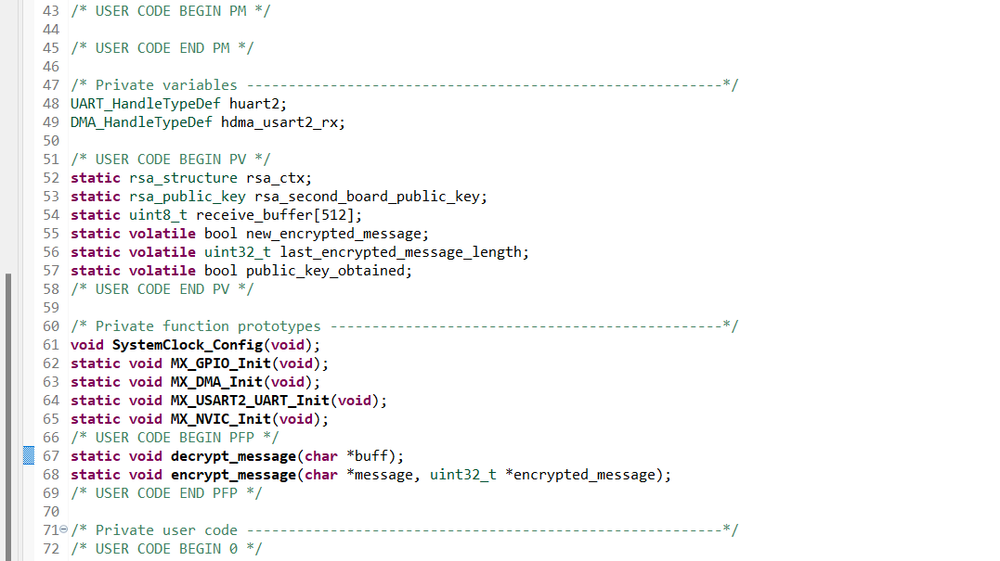 43 /* USER CODE BEGIN PM */
44
45 /* USER CODE END PM */
46
47 /* Private variables ---------------------------------------------------------*/
48 UART_HandleTypeDef huart2;
49 DMA_HandleTypeDef hdma_usart2_rx;
50
51 /* USER CODE BEGIN PV */
52 static rsa_structure rsa_ctx;
53 static rsa_public_key rsa_second_board_public_key;
54 static uint8_t receive_buffer[512];
55 static volatile bool new_encrypted_message;
56 static volatile uint32_t last_encrypted_message_length;
57 static volatile bool public_key_obtained;
58 /* USER CODE END PV */
59
60 /* Private function prototypes -----------------------------------------------*/
61 void SystemClock_Config(void);
62 static void MX_GPIO_Init(void);
63 static void MX_DMA_Init(void);
64 static void MX_USART2_UART_Init(void);
65 static void MX_NVIC_Init(void);
66 /* USER CODE BEGIN PFP */
67 static void decrypt_message(char *buff);
68 static void encrypt_message(char *message, uint32_t *encrypted_message);
69 /* USER CODE END PFP */
70
71 /* Private user code ---------------------------------------------------------*/
72 /* USER CODE BEGIN 0 */